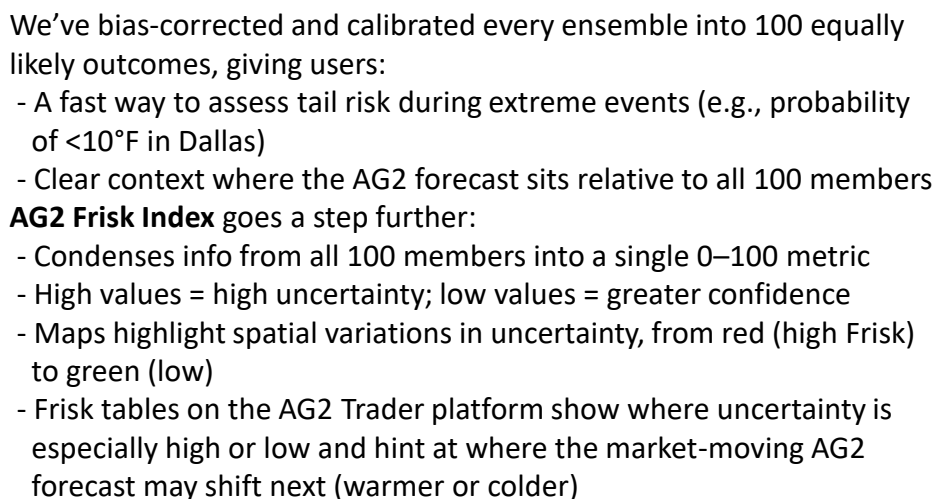 We’ve bias-corrected and calibrated every ensemble into 100 equally
likely outcomes, giving users:
- A fast way to assess tail risk during extreme events (e.g., probability
of <10°F in Dallas)
- Clear context where the AG2 forecast sits relative to all 100 members
AG2 Frisk Index goes a step further:
- Condenses info from all 100 members into a single 0–100 metric
- High values = high uncertainty; low values = greater confidence
- Maps highlight spatial variations in uncertainty, from red (high Frisk)
to green (low)
- Frisk tables on the AG2 Trader platform show where uncertainty is
especially high or low and hint at where the market-moving AG2
forecast may shift next (warmer or colder)